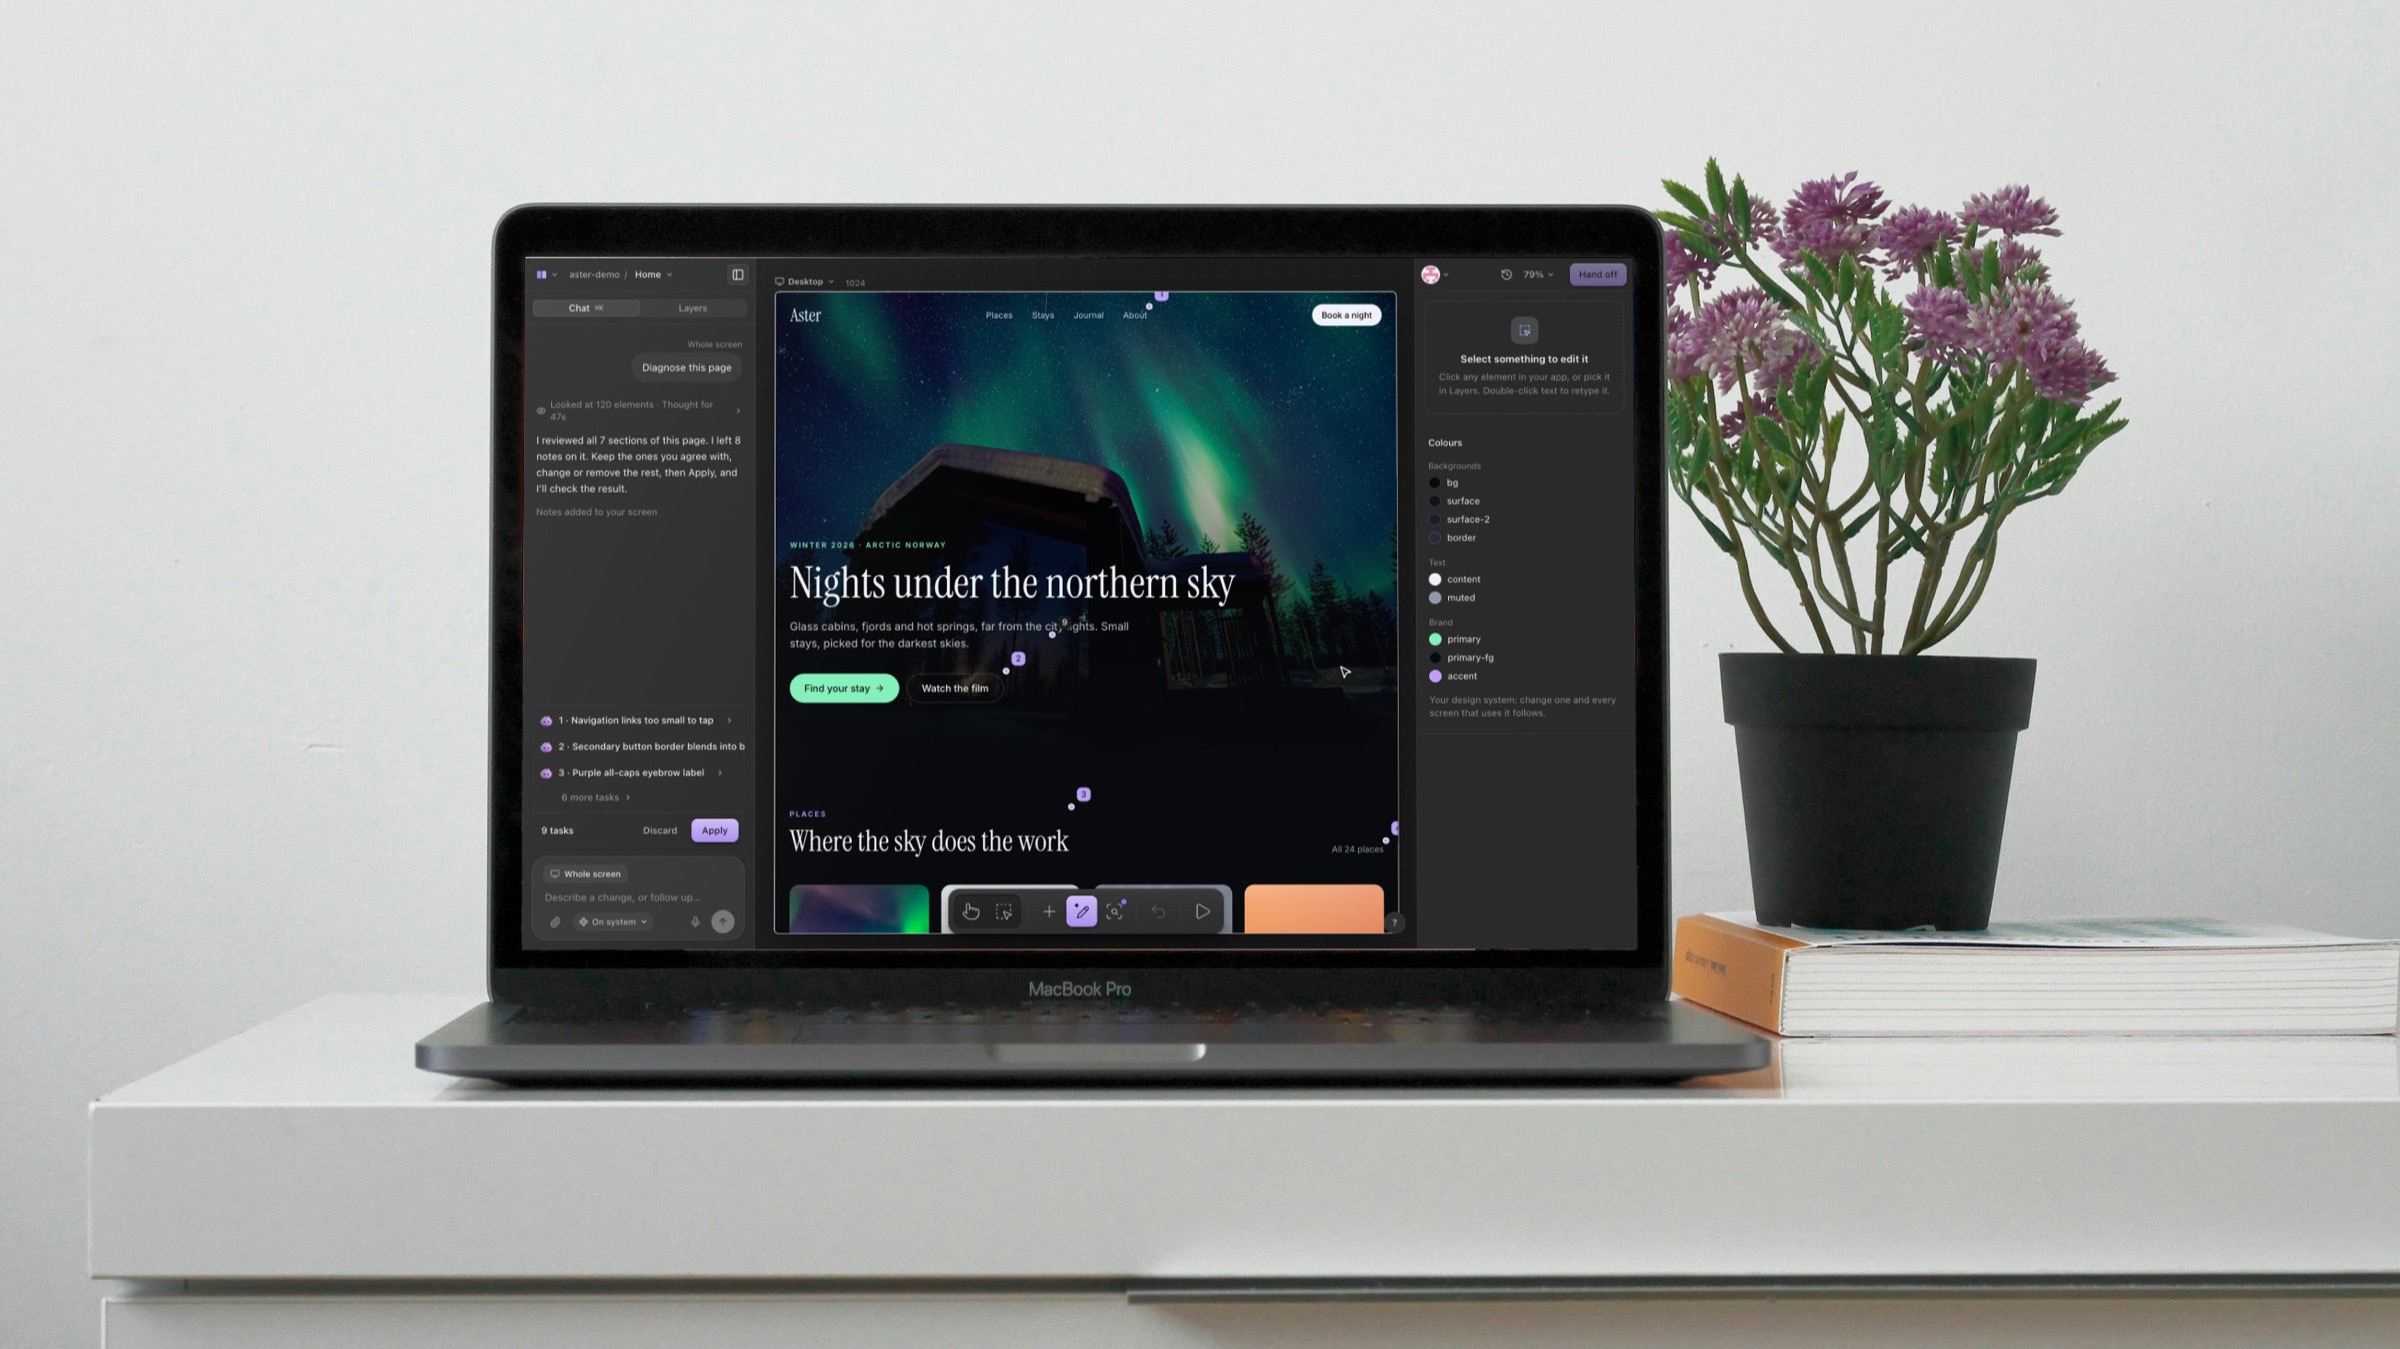 aster-demo / Home
Chat ⌘K
Layers
Whole screen
Diagnose this page
Looked at 120 elements · Thought for
47s
I reviewed all 7 sections of this page. I left 8
notes on it. Keep the ones you agree with,
change or remove the rest, then Apply, and
I'll check the result.
Notes added to your screen
1 · Navigation links too small to tap
2 · Secondary button border blends into b
3 · Purple all-caps eyebrow label
6 more tasks
9 tasks
Discard
Apply
Whole screen
Describe a change, or follow up...
On system
Desktop
1024
Aster
Places
Stays
Journal
About
1
Book a night
WINTER 2026 · ARCTIC NORWAY
Nights under the northern sky
Glass cabins, fjords and hot springs, far from the Small
9
stays, picked for the darkest skies.
2
Find your stay →
Watch the film
3
PLACES
Where the sky does the work
All 24 places
?
79%
Hand off
Select something to edit it
Click any element in your app, or pick it
in Layers. Double-click text to retype it.
Colours
Backgrounds
bg
surface
surface-2
border
Text
content
muted
Brand
primary
primary-fg
accent
Your design system: change one and every
screen that uses it follows.
MacBook Pro